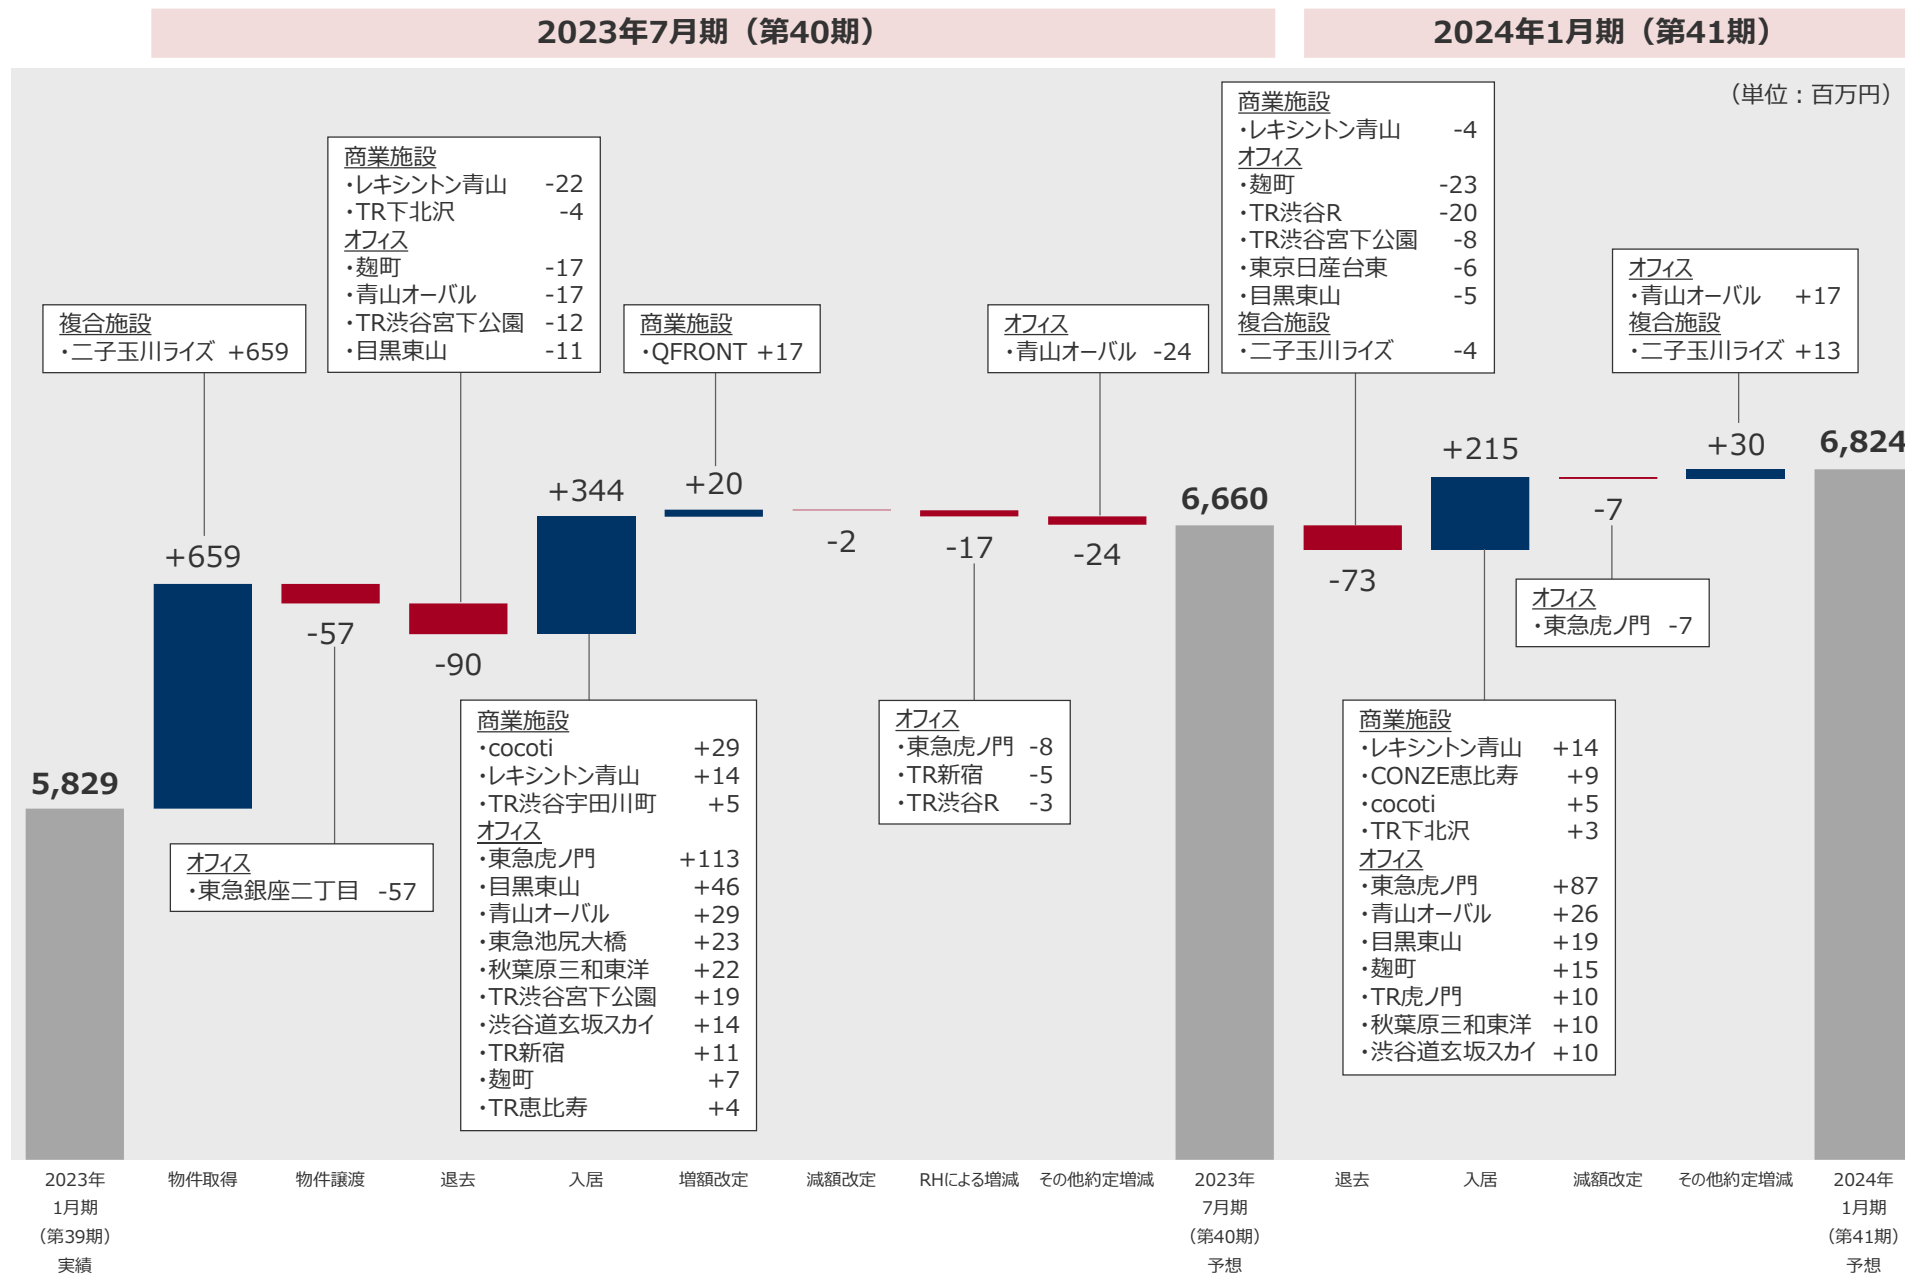 2023年7月期（第40期）
2024年1月期（第41期）
（単位：百万円）
複合施設
・二子玉川ライズ +659
商業施設
・レキシントン青山 -22
・TR下北沢 -4
オフィス
・麹町 -17
・青山オーバル -17
・TR渋谷宮下公園 -12
・目黒東山 -11
商業施設
・QFRONT +17
オフィス
・青山オーバル -24
商業施設
・レキシントン青山 -4
オフィス
・麹町 -23
・TR渋谷R -20
・TR渋谷宮下公園 -8
・東京日産台東 -6
・目黒東山 -5
複合施設
・二子玉川ライズ -4
オフィス
・青山オーバル +17
複合施設
・二子玉川ライズ +13
5,829
+659
-57
-90
+344
+20
-2
-17
-24
6,660
-73
+215
-7
+30
6,824
オフィス
・東急銀座二丁目 -57
商業施設
・cocoti +29
・レキシントン青山 +14
・TR渋谷宇田川町 +5
オフィス
・東急虎ノ門 +113
・目黒東山 +46
・青山オーバル +29
・東急池尻大橋 +23
・秋葉原三和東洋 +22
・TR渋谷宮下公園 +19
・渋谷道玄坂スカイ +14
・TR新宿 +11
・麹町 +7
・TR恵比寿 +4
オフィス
・東急虎ノ門 -8
・TR新宿 -5
・TR渋谷R -3
オフィス
・東急虎ノ門 -7
商業施設
・レキシントン青山 +14
・CONZE恵比寿 +9
・cocoti +5
・TR下北沢 +3
オフィス
・東急虎ノ門 +87
・青山オーバル +26
・目黒東山 +19
・麹町 +15
・TR虎ノ門 +10
・秋葉原三和東洋 +10
・渋谷道玄坂スカイ +10
2023年
1月期
（第39期）
実績
物件取得
物件譲渡
退去
入居
増額改定
減額改定
RHによる増減
その他約定増減
2023年
7月期
（第40期）
予想
退去
入居
減額改定
その他約定増減
2024年
1月期
（第41期）
予想